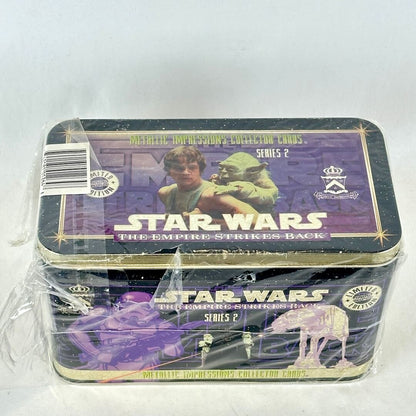 METALLIC IMPRESSIONS COLLECTOR CARDS
SERIES 2
LIMITED EDITION
STAR WARS
THE EMPIRE STRIKES BACK
LIMITED EDITION
STAR WARS
THE EMPIRE STRIKES BACK
SERIES 2
METALLIC IMPRESSIONS COLLECTOR CARDS